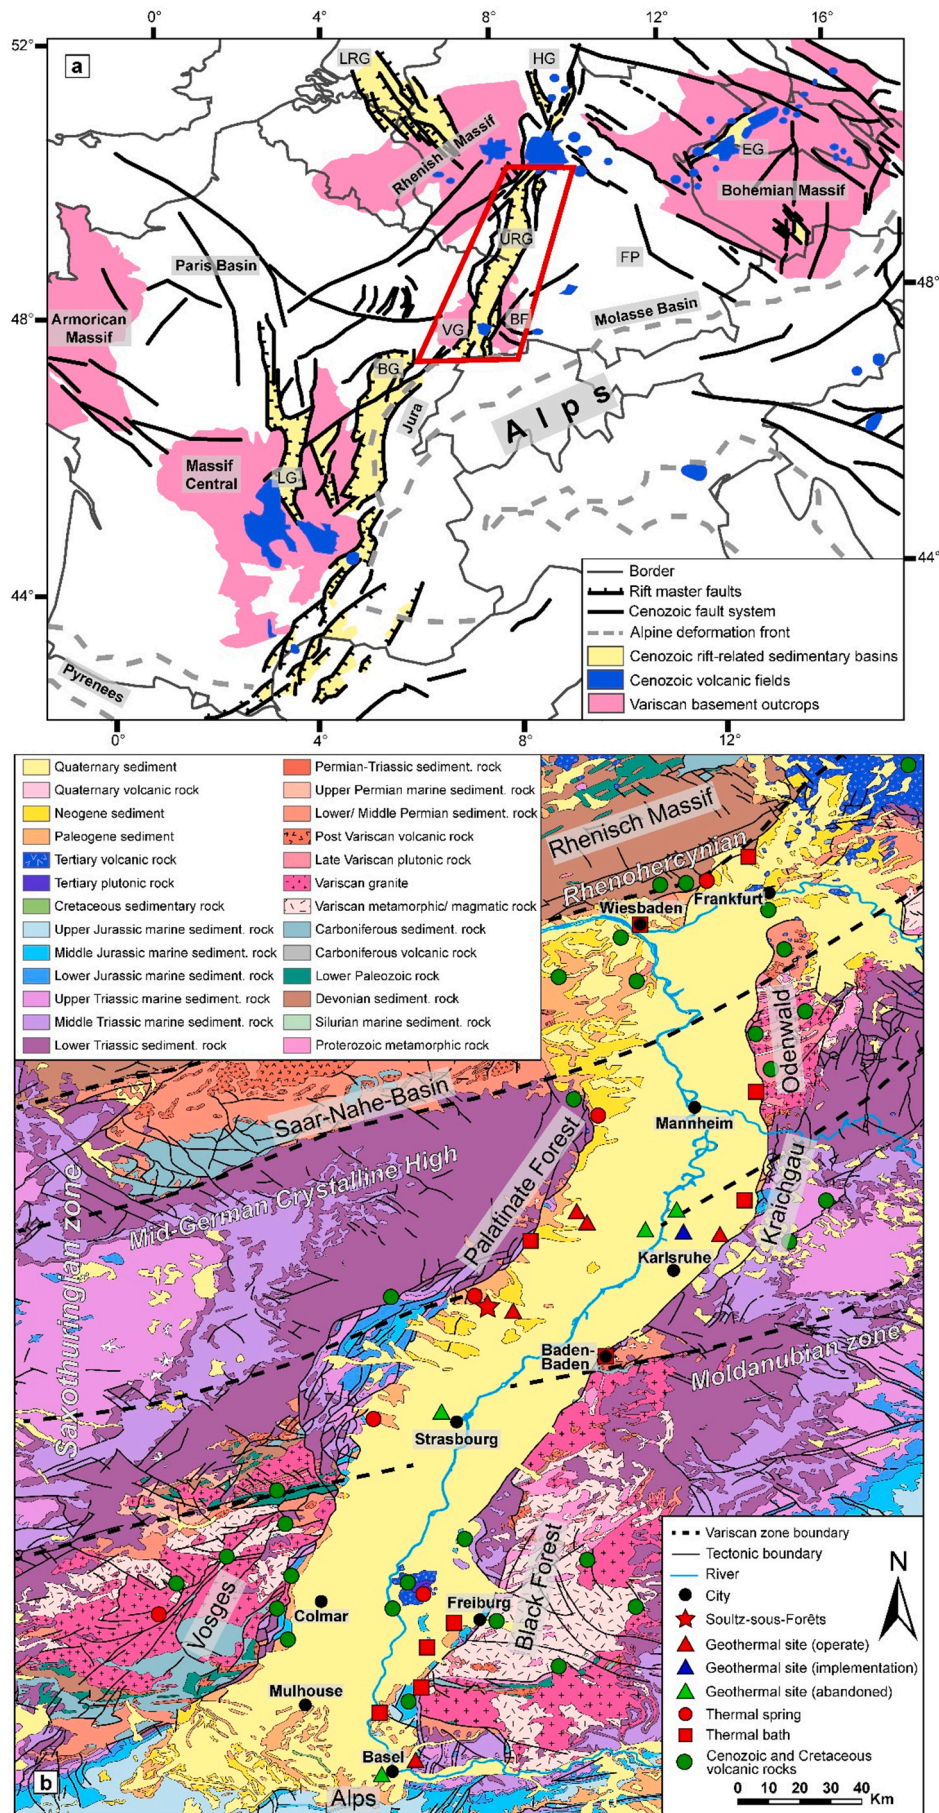 0° 4° 8° 12° 16°
52°
a
LRG
HG
Rhenish Massif
EG
Bohemian Massif
URG
Paris Basin
FP
48°
48°
Armorican
Massif
VG
BF
Molasse Basin
BG
Jura
Alps
Massif
Central
LG
44°
44°
Pyrenees
Border
Rift master faults
Cenozoic fault system
Alpine deformation front
Cenozoic rift-related sedimentary basins
Cenozoic volcanic fields
Variscan basement outcrops
0° 4° 8° 12°
Quaternary sediment
Quaternary volcanic rock
Neogene sediment
Paleogene sediment
Tertiary volcanic rock
Tertiary plutonic rock
Cretaceous sedimentary rock
Upper Jurassic marine sediment. rock
Middle Jurassic marine sediment. rock
Lower Jurassic marine sediment. rock
Upper Triassic marine sediment. rock
Middle Triassic marine sediment. rock
Lower Triassic sediment. rock
Permian-Triassic sediment. rock
Upper Permian marine sediment. rock
Lower/ Middle Permian sediment. rock
Post Variscan volcanic rock
Late Variscan plutonic rock
Variscan granite
Variscan metamorphic/ magmatic rock
Carboniferous sediment. rock
Carboniferous volcanic rock
Lower Paleozoic rock
Devonian sediment. rock
Silurian marine sediment. rock
Proterozoic metamorphic rock
Rhenisch Massif
Rhenohercynian
Frankfurt
Wiesbaden
Odenwald
Saar-Nahe-Basin
Mannheim
Palatinate Forest
Mid-German Crystalline High
Kraichgau
Saxothuringian zone
Karlsruhe
Baden-
Baden
Moldanubian zone
Strasbourg
Black Forest
Vosges
Colmar
Freiburg
Mulhouse
Basel
b
Alps
Variscan zone boundary
Tectonic boundary
River
City
Soultz-sous-Forêts
Geothermal site (operate)
Geothermal site (implementation)
Geothermal site (abandoned)
Thermal spring
Thermal bath
Cenozoic and Cretaceous
volcanic rocks
N
0 10 20 30 40 Km